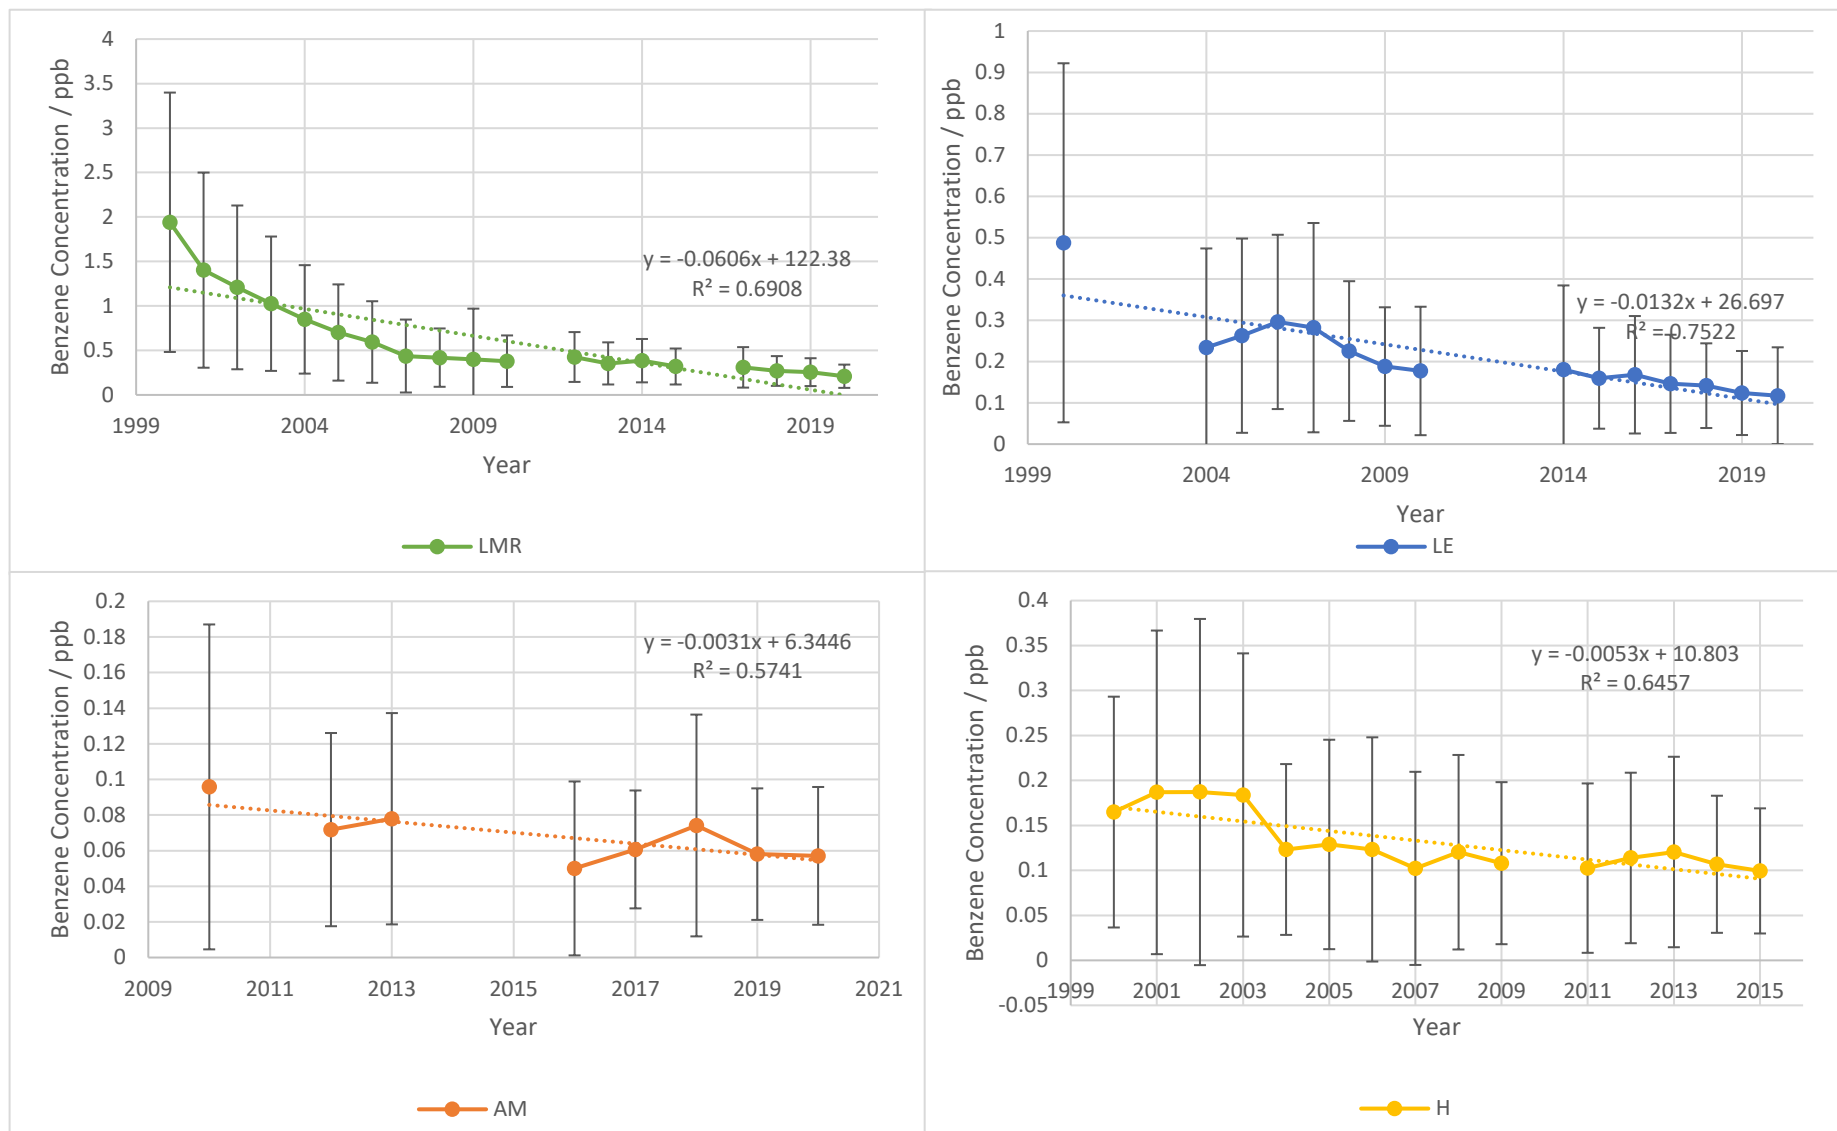 Benzene Concentration / ppb
4
3.5
3
2.5
2
1.5
1
0.5
0
y = -0.0606x + 122.38
R² = 0.6908
1999 2004 2009 2014 2019
Year
LMR
Benzene Concentration / ppb
1
0.9
0.8
0.7
0.6
0.5
0.4
0.3
0.2
0.1
0
y = -0.0132x + 26.697
R² = 0.7522
1999 2004 2009 2014 2019
Year
LE
Benzene Concentration / ppb
0.2
0.18
0.16
0.14
0.12
0.1
0.08
0.06
0.04
0.02
0
y = -0.0031x + 6.3446
R² = 0.5741
2009 2011 2013 2015 2017 2019 2021
Year
AM
Benzene Concentration / ppb
0.4
0.35
0.3
0.25
0.2
0.15
0.1
0.05
0
-0.05
y = -0.0053x + 10.803
R² = 0.6457
1999 2001 2003 2005 2007 2009 2011 2013 2015
Year
H